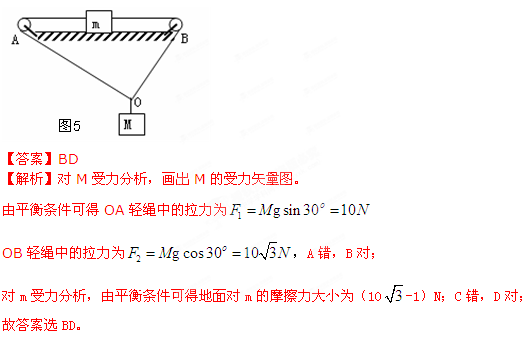 m
A B
O
M
图5
【答案】BD
【解析】对 M 受力分析，画出 M 的受力矢量图。
由平衡条件可得 OA 轻绳中的拉力为 F₁ = Mg sin 30° = 10N
OB 轻绳中的拉力为 F₂ = Mg cos 30° = 10√3 N，A 错，B 对；
对 m 受力分析，由平衡条件可得地面对 m 的摩擦力大小为（10√3-1）N；C 错，D 对；
故答案选 BD。